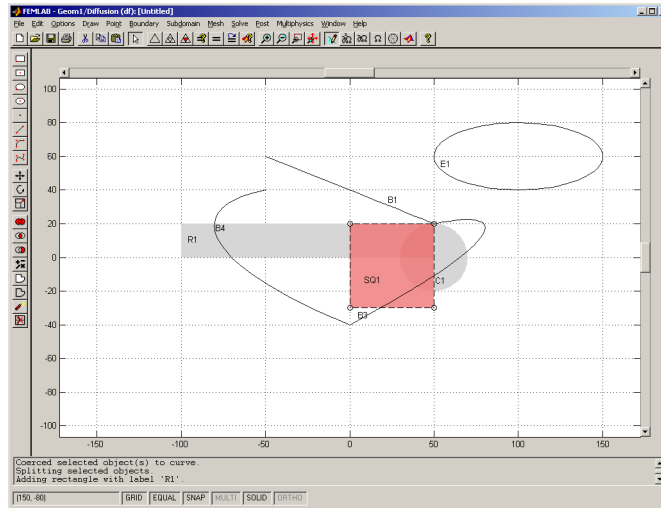 FEMLAB - Geom1/Diffusion (df): [Untitled]
File Edit Options Draw Point Boundary Subdomain Mesh Solve Post Multiphysics Window Help
100
80
60
40
20
0
-20
-40
-60
-80
-100
E1
B1
B4
R1
SQ1
C1
B3
-150 -100 -50 0 50 100 150
Coerced selected object(s) to curve.
Splitting selected objects.
Adding rectangle with label 'R1'.
(150, -80) GRID EQUAL SNAP MULTI SOLID ORTHO